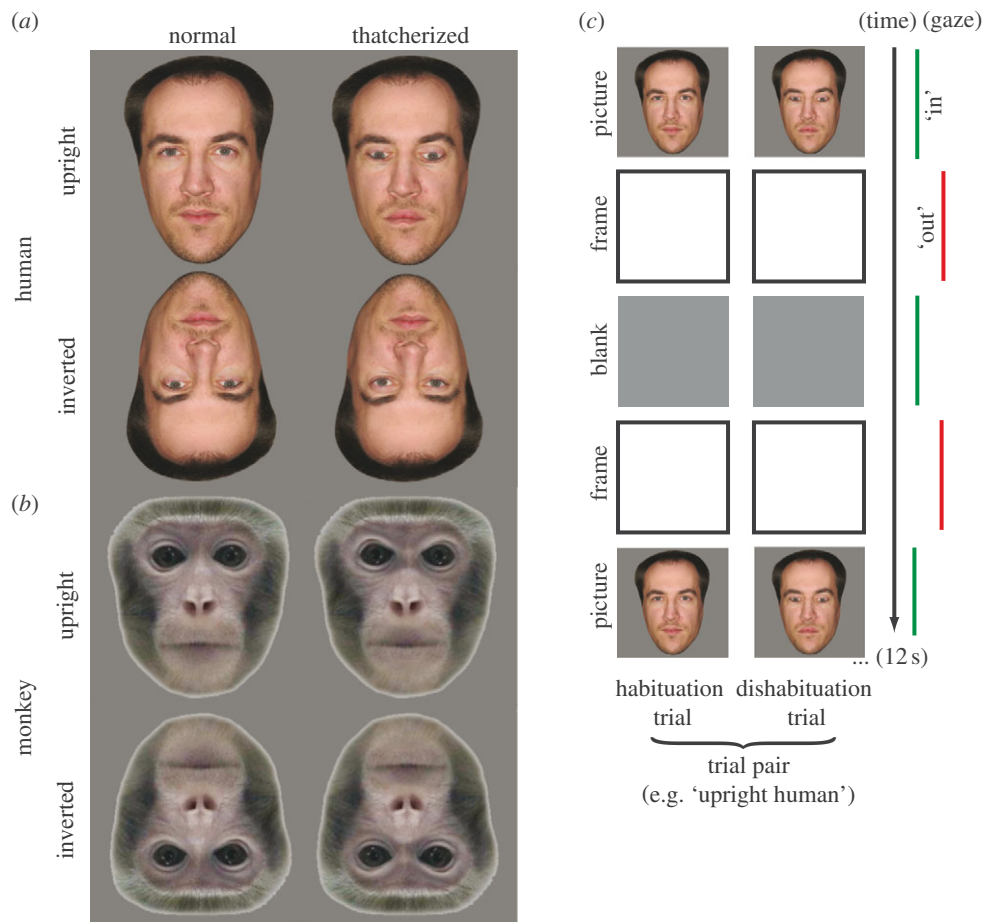 (a)
normal
thatcherized
upright
human
inverted
(b)
upright
monkey
inverted
(c)
(time) (gaze)
picture
'in'
frame
'out'
blank
frame
picture
... (12 s)
habituation
trial
dishabituation
trial
trial pair
(e.g. 'upright human')